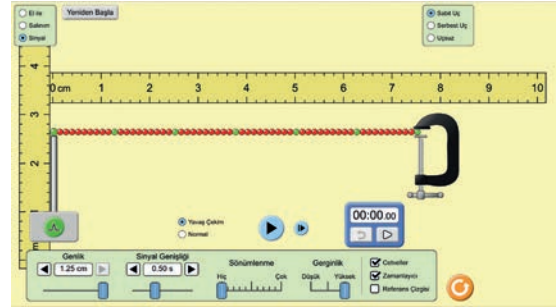 El ile
Salınım
Sinyal
Yeniden Başla
Sabit Uç
Serbest Uç
Uçsuz
0 cm 1 2 3 4 5 6 7 8 9 10
4
3
2
Yavaş Çekim
Normal
00:00.00
Genlik
1.25 cm
Sinyal Genişliği
0.50 s
Sönümlenme
Hiç Çok
Gerginlik
Düşük Yüksek
Cetveller
Zamanlayıcı
Referans Çizgisi